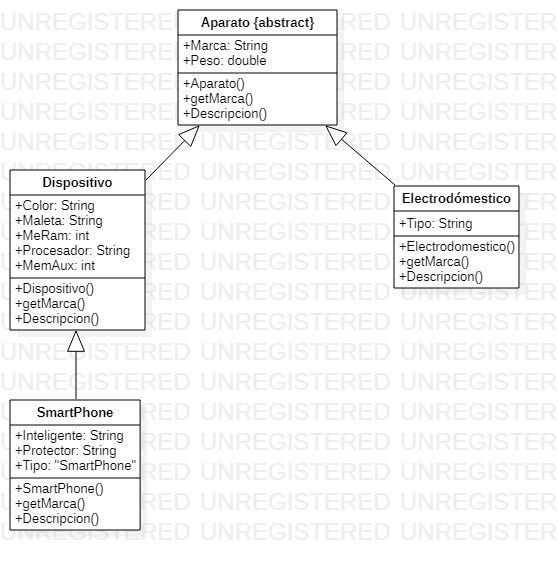 Aparato {abstract}
+Marca: String
+Peso: double
+Aparato()
+getMarca()
+Descripcion()
Dispositivo
+Color: String
+Maleta: String
+MeRam: int
+Procesador: String
+MemAux: int
+Dispositivo()
+getMarca()
+Descripcion()
Electrodómestico
+Tipo: String
+Electrodomestico()
+getMarca()
+Descripcion()
SmartPhone
+Inteligente: String
+Protector: String
+Tipo: "SmartPhone"
+SmartPhone()
+getMarca()
+Descripcion()
UNREGISTERED